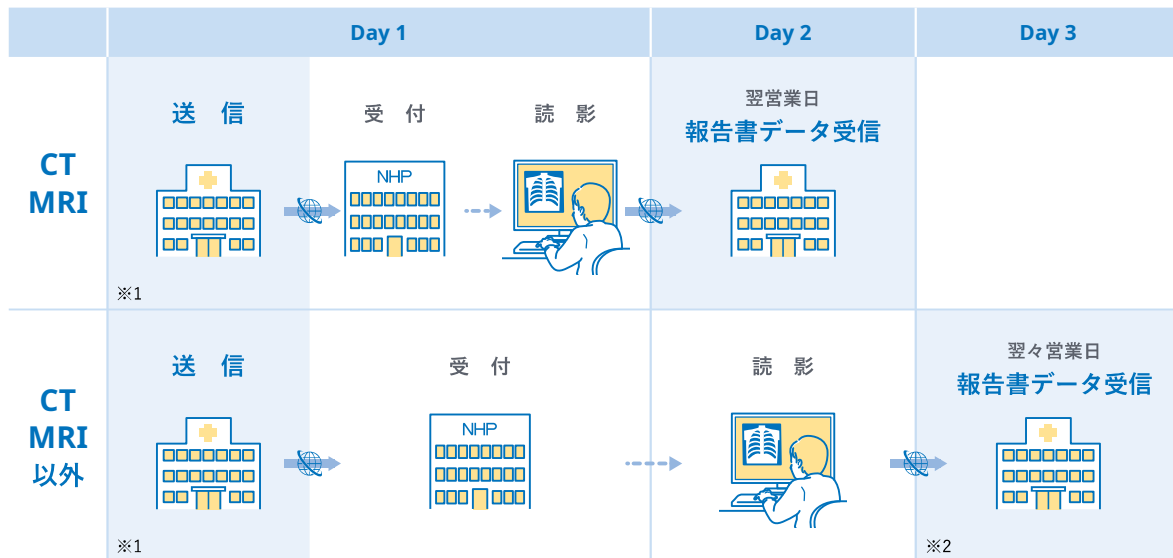 Day 1
Day 2
Day 3
CT
MRI
送 信
受 付
読 影
翌営業日
報告書データ受信
NHP
※1
CT
MRI
以外
送 信
受 付
読 影
翌々営業日
報告書データ受信
NHP
※1
※2